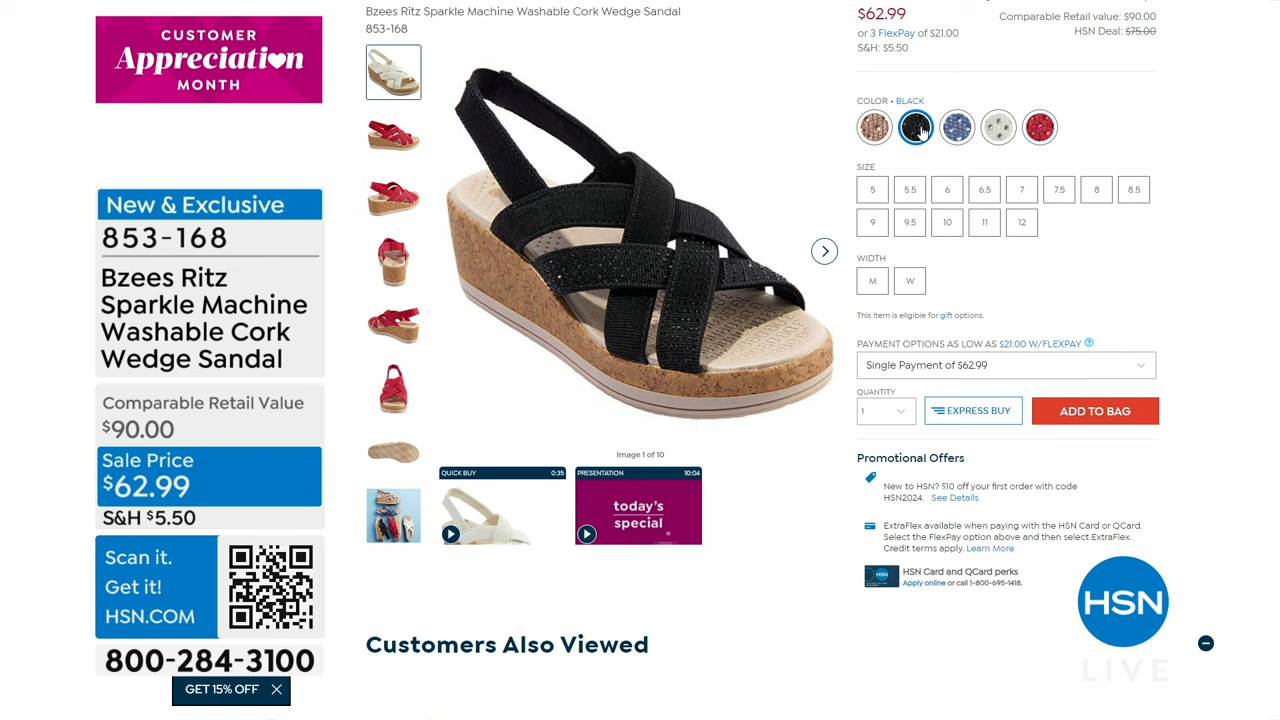 CUSTOMER
Appreciation
MONTH
New & Exclusive
853-168
Bzees Ritz
Sparkle Machine
Washable Cork
Wedge Sandal
Comparable Retail Value
$90.00
Sale Price
$62.99
S&H $5.50
Scan it.
Get it!
HSN.COM
800-284-3100
GET 15% OFF
Bzees Ritz Sparkle Machine Washable Cork Wedge Sandal
853-168
Image 1 of 10
QUICK BUY 0:35
PRESENTATION 10:04
today's
special
$62.99
or 3 FlexPay of $21.00
S&H: $5.50
Comparable Retail value: $90.00
HSN Deal: $75.00
COLOR • BLACK
SIZE
5 5.5 6 6.5 7 7.5 8 8.5
9 9.5 10 11 12
WIDTH
M W
This item is eligible for gift options.
PAYMENT OPTIONS AS LOW AS $21.00 W/FLEXPAY ?
Single Payment of $62.99
QUANTITY
1
EXPRESS BUY
ADD TO BAG
Promotional Offers
New to HSN? $10 off your first order with code
HSN2024. See Details
ExtraFlex available when paying with the HSN Card or QCard.
Select the FlexPay option above and then select ExtraFlex.
Credit terms apply. Learn More
HSN
HSN Card and QCard perks
Apply online or call 1-800-695-1418.
HSN
LIVE
Customers Also Viewed